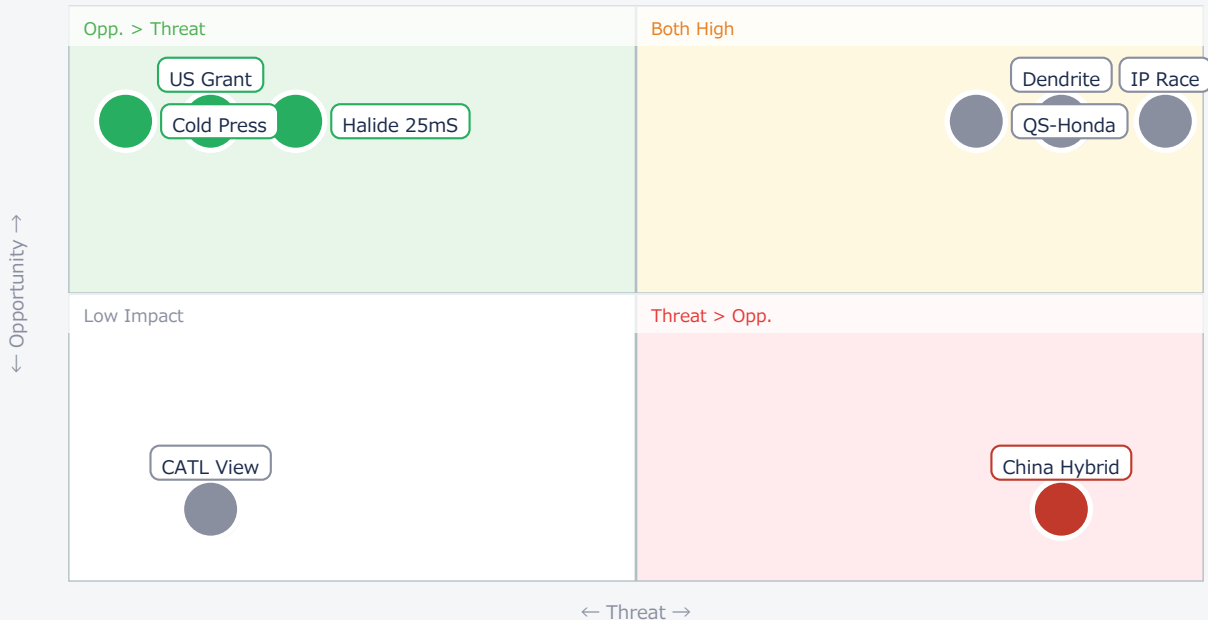 Opp. > Threat
Both High
US Grant
Dendrite
IP Race
Cold Press
Halide 25mS
QS-Honda
← Opportunity →
Low Impact
Threat > Opp.
CATL View
China Hybrid
← Threat →